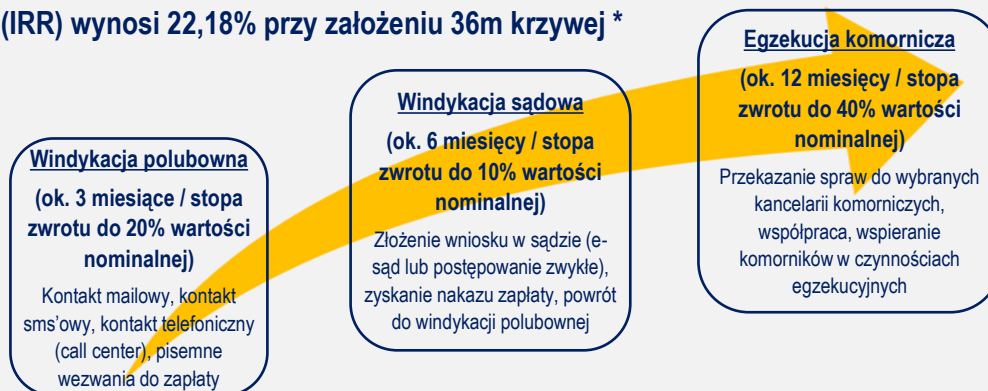 (IRR) wynosi 22,18% przy założeniu 36m krzywej *
Windykacja polubowna
(ok. 3 miesiące / stopa
zwrotu do 20% wartości
nominalnej)
Kontakt mailowy, kontakt
sms'owy, kontakt telefoniczny
(call center), pisemne
wezwania do zapłaty
Windykacja sądowa
(ok. 6 miesięcy / stopa
zwrotu do 10% wartości
nominalnej)
Złożenie wniosku w sądzie (e-
sąd lub postępowanie zwykłe),
zyskanie nakazu zapłaty, powrót
do windykacji polubownej
Egzekucja komornicza
(ok. 12 miesięcy / stopa
zwrotu do 40% wartości
nominalnej)
Przekazanie spraw do wybranych
kancelarii komorniczych,
współpraca, wspieranie
komorników w czynnościach
egzekucyjnych